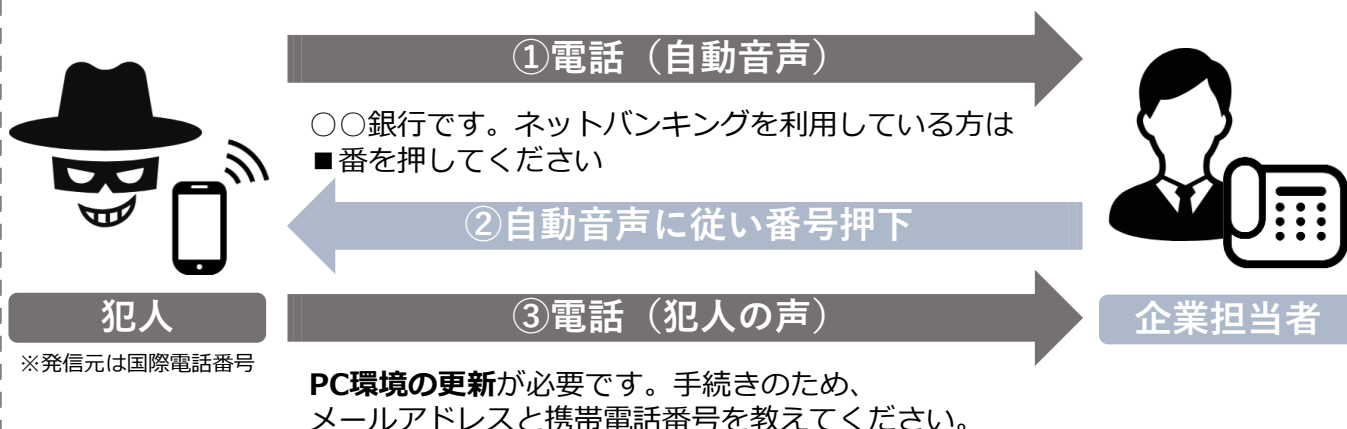 ①電話（自動音声）
○○銀行です。ネットバンキングを利用している方は
■番を押してください
②自動音声に従い番号押下
犯人
③電話（犯人の声）
企業担当者
※発信元は国際電話番号
PC環境の更新が必要です。手続きのため、
メールアドレスと携帯電話番号を教えてください。